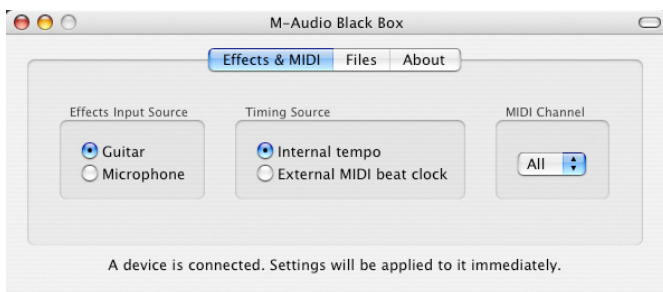 M-Audio Black Box
Effects & MIDI Files About
Effects Input Source Timing Source MIDI Channel
Guitar Internal tempo
All
Microphone External MIDI beat clock
A device is connected. Settings will be applied to it immediately.